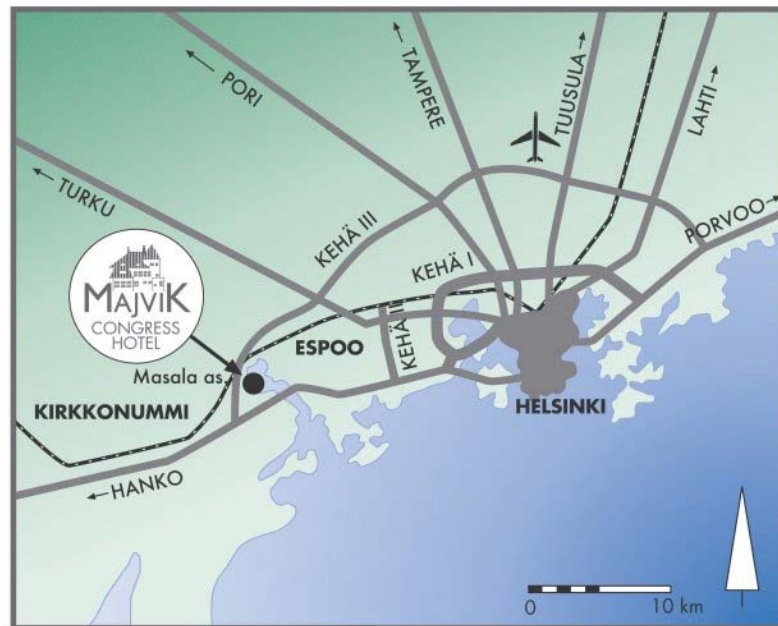 PORI
TAMPERE
TUUSULA
LAHTI
TURKU
KEHÄ III
PORVOO
KEHÄ I
MAJVIK
CONGRESS
HOTEL
ESPOO
KEHÄ II
Masala as.
KIRKKONUMMI
HELSINKI
HANKO
0 10 km